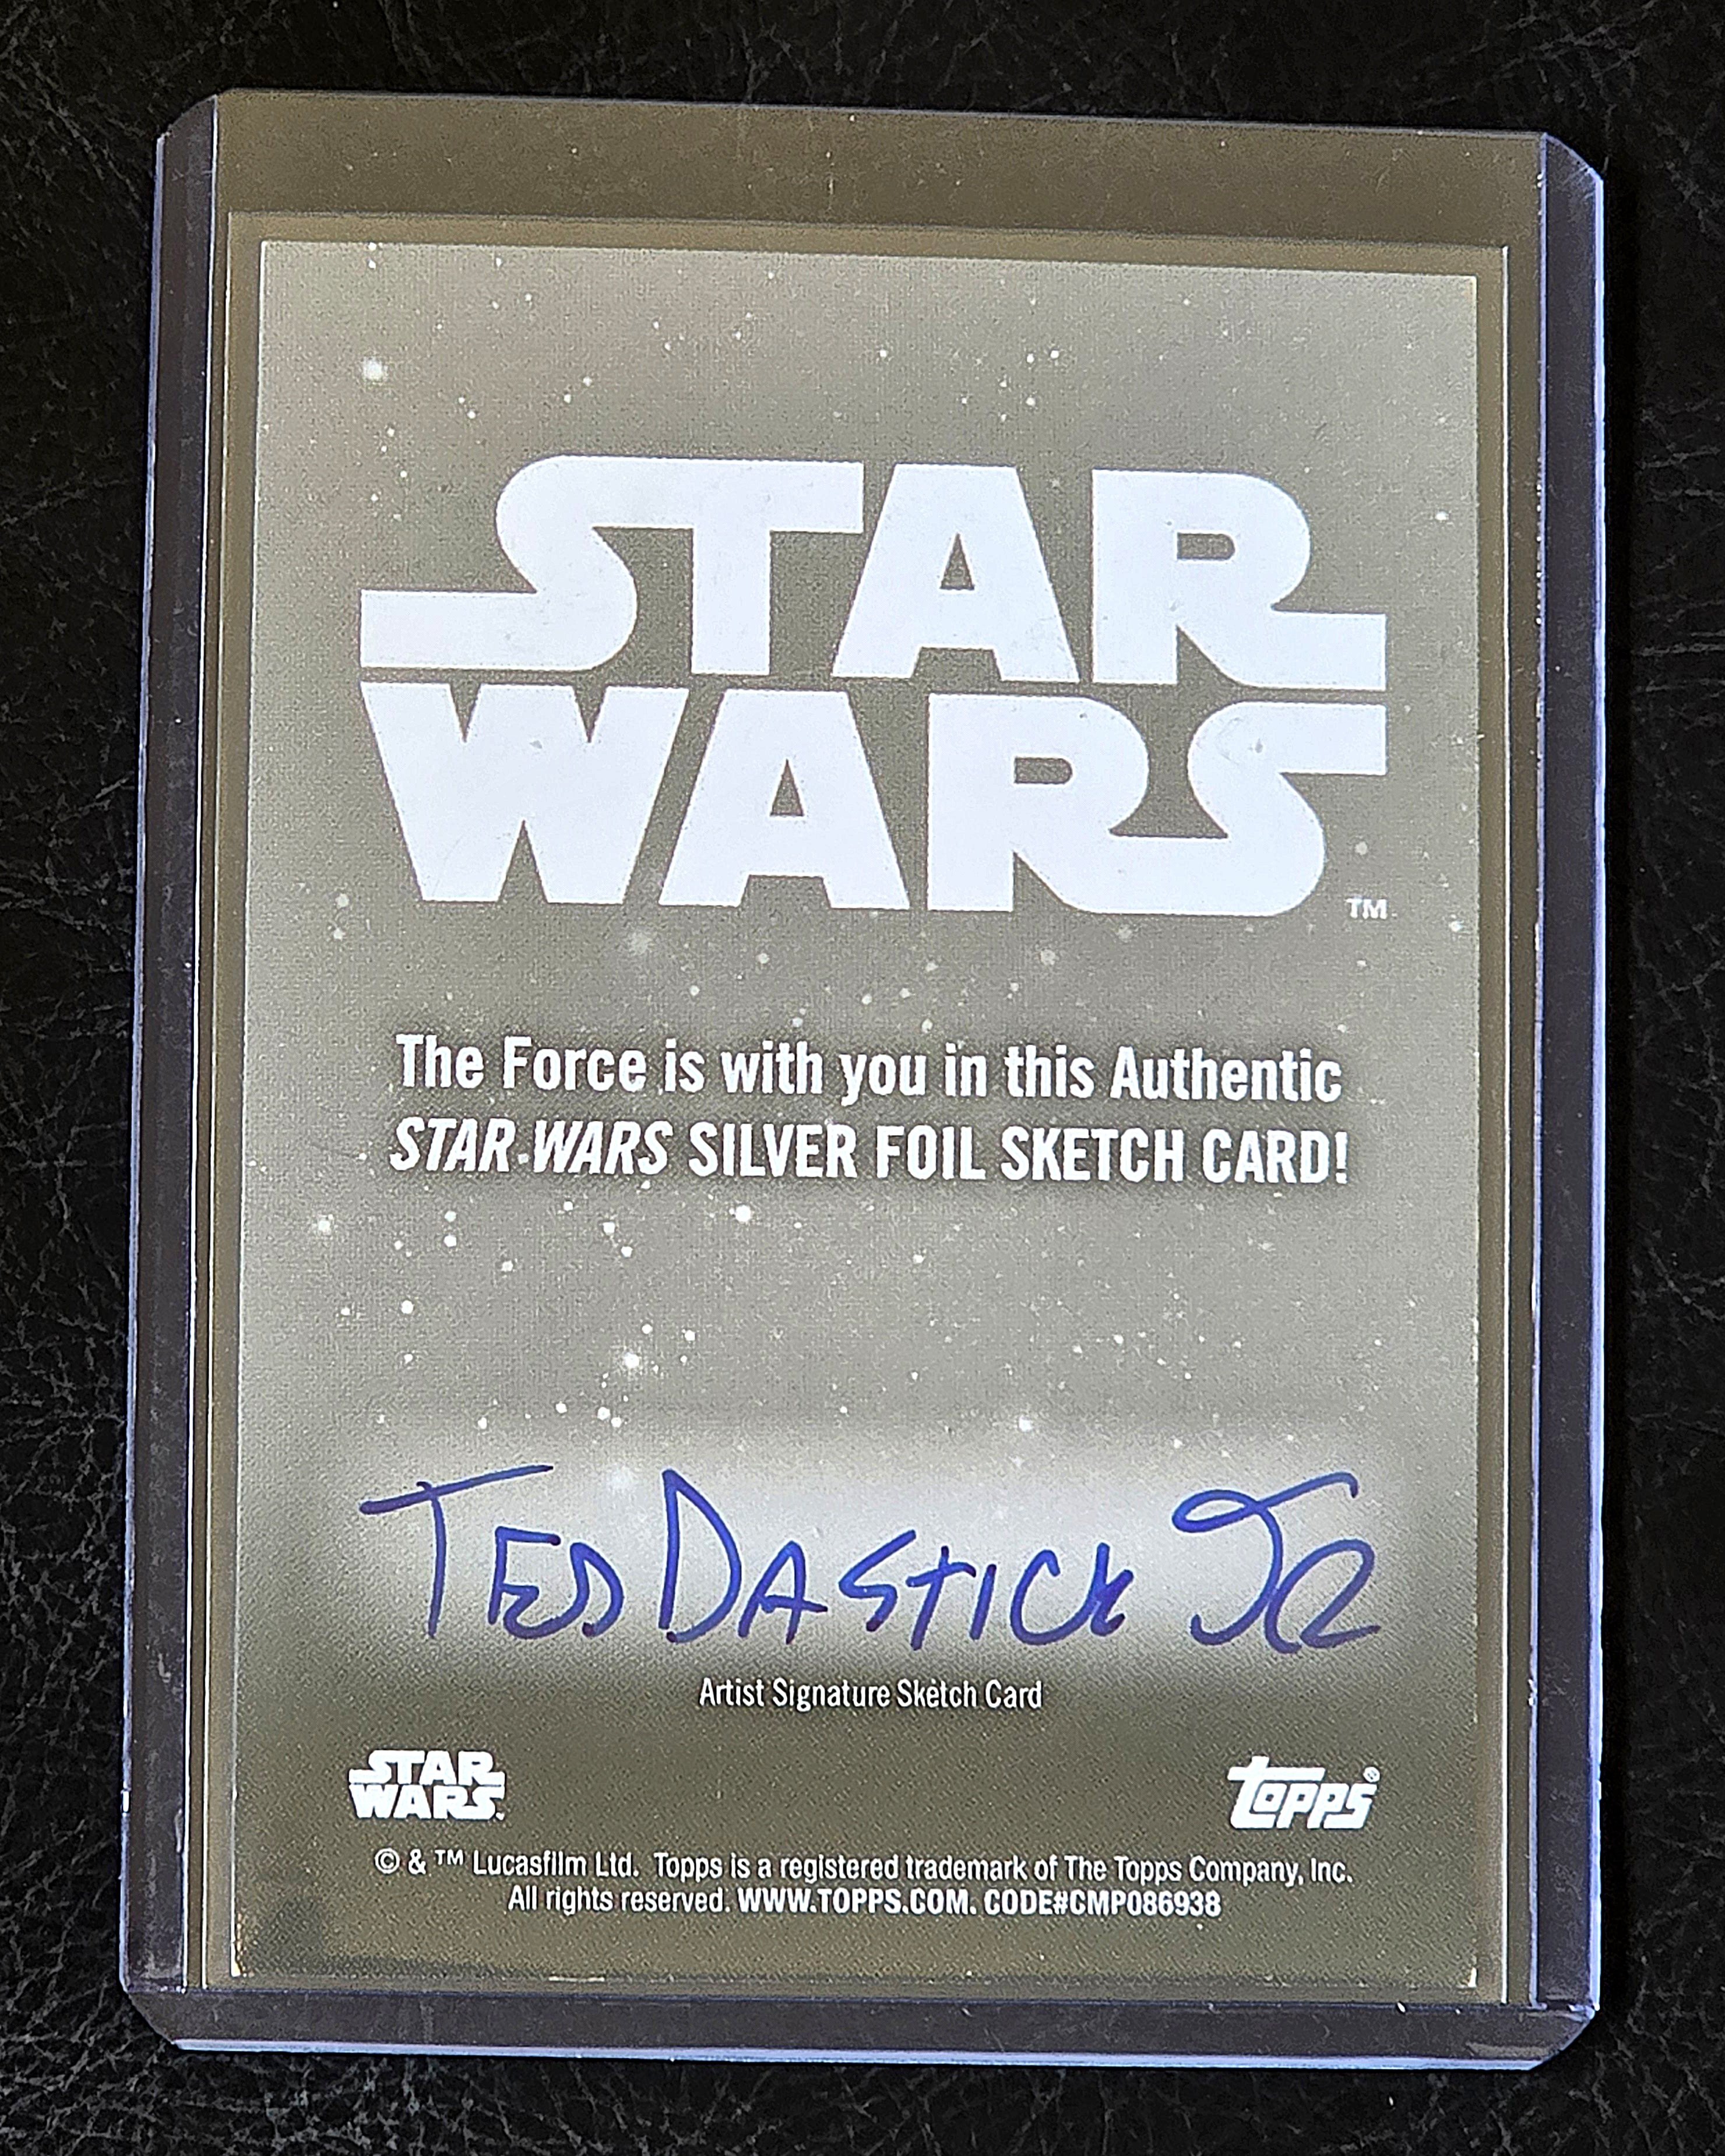 STAR
WARS
TM
The Force is with you in this Authentic
STAR WARS SILVER FOIL SKETCH CARD!
TED DASTICK JR
Artist Signature Sketch Card
STAR
WARS
topps®
© & ™ Lucasfilm Ltd. Topps is a registered trademark of The Topps Company, Inc.
All rights reserved. WWW.TOPPS.COM. CODE#CMP086938